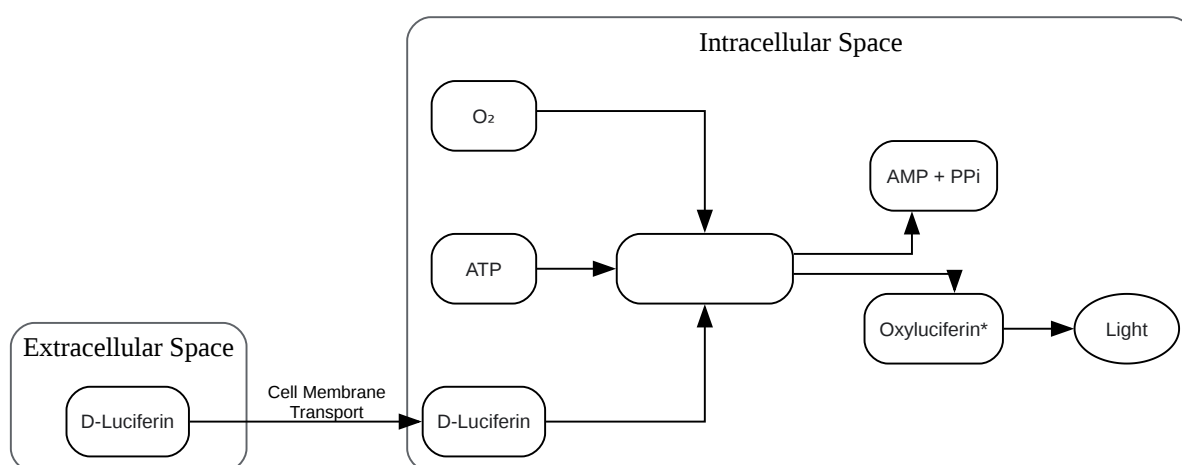 Intracellular Space
O₂
AMP + PPi
ATP
Oxyluciferin*
Light
Extracellular Space
D-Luciferin
Cell Membrane
Transport
D-Luciferin